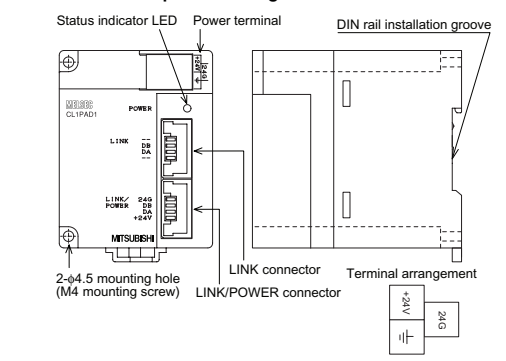 Status indicator LED
Power terminal
DIN rail installation groove
+24V
24G
MELSEC
CL1PAD1
POWER
LINK
--
DB
DA
--
LINK/
POWER
24G
DB
DA
+24V
MITSUBISHI
2-ϕ4.5 mounting hole
(M4 mounting screw)
LINK connector
LINK/POWER connector
Terminal arrangement
+24V
24G